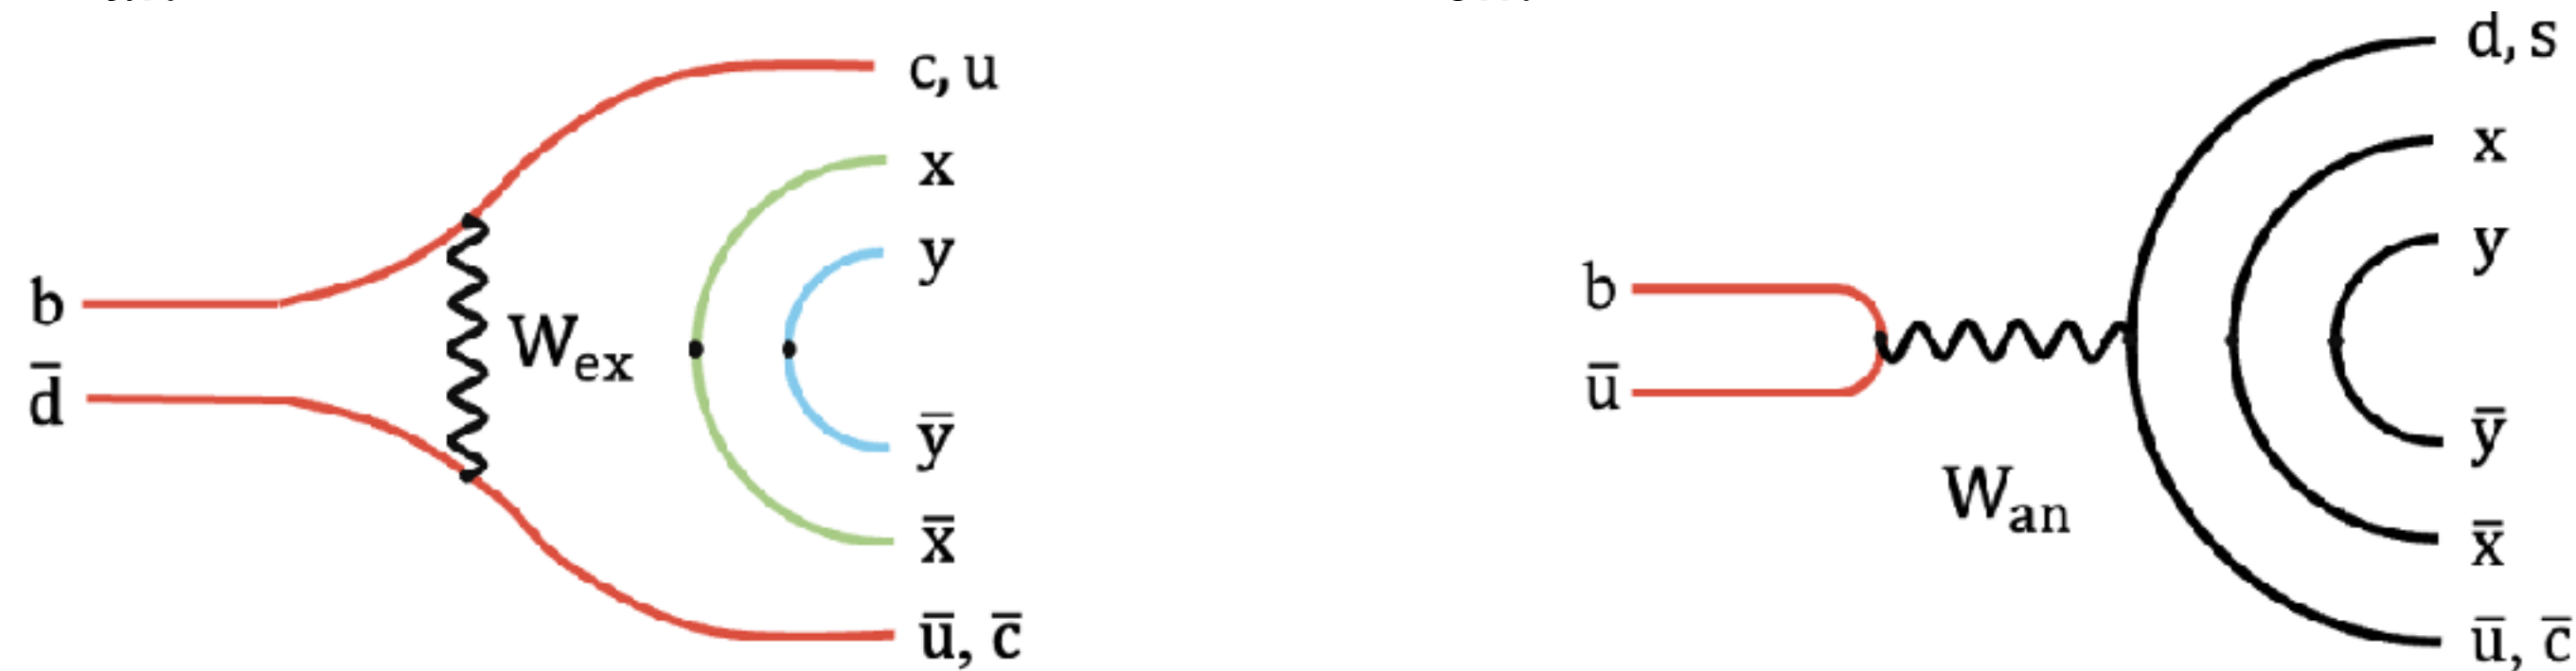 c, u
x
y
b
W_ex
d̄
ȳ
x̄
ū, c̄
d, s
x
y
b
ū
ȳ
W_an
x̄
ū, c̄